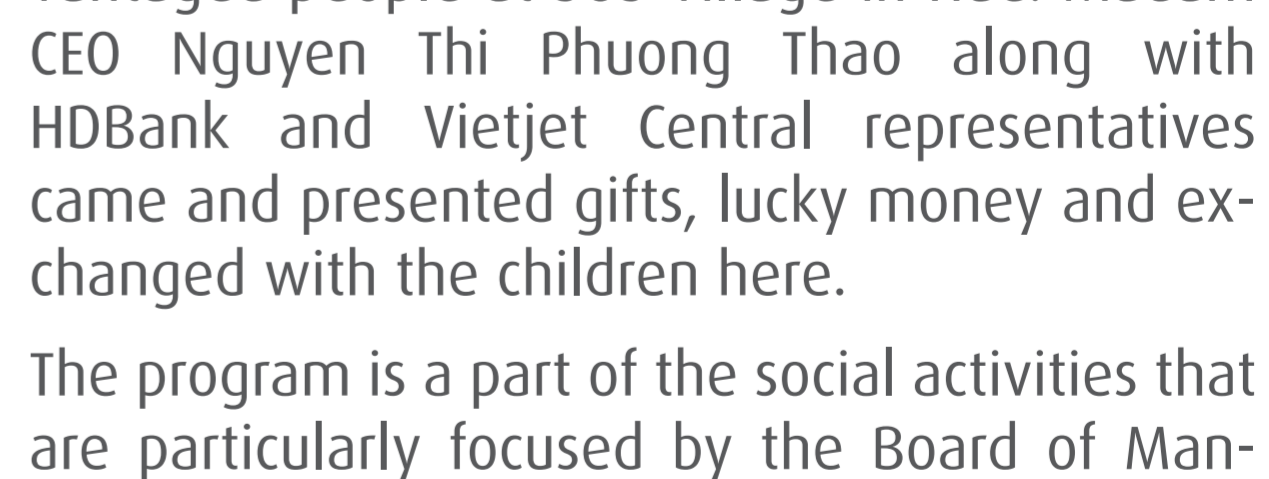 CEO Nguyen Thi Phuong Thao along with
HDBank and Vietjet Central representatives
came and presented gifts, lucky money and ex-
changed with the children here.
The program is a part of the social activities that
are particularly focused by the Board of Man-